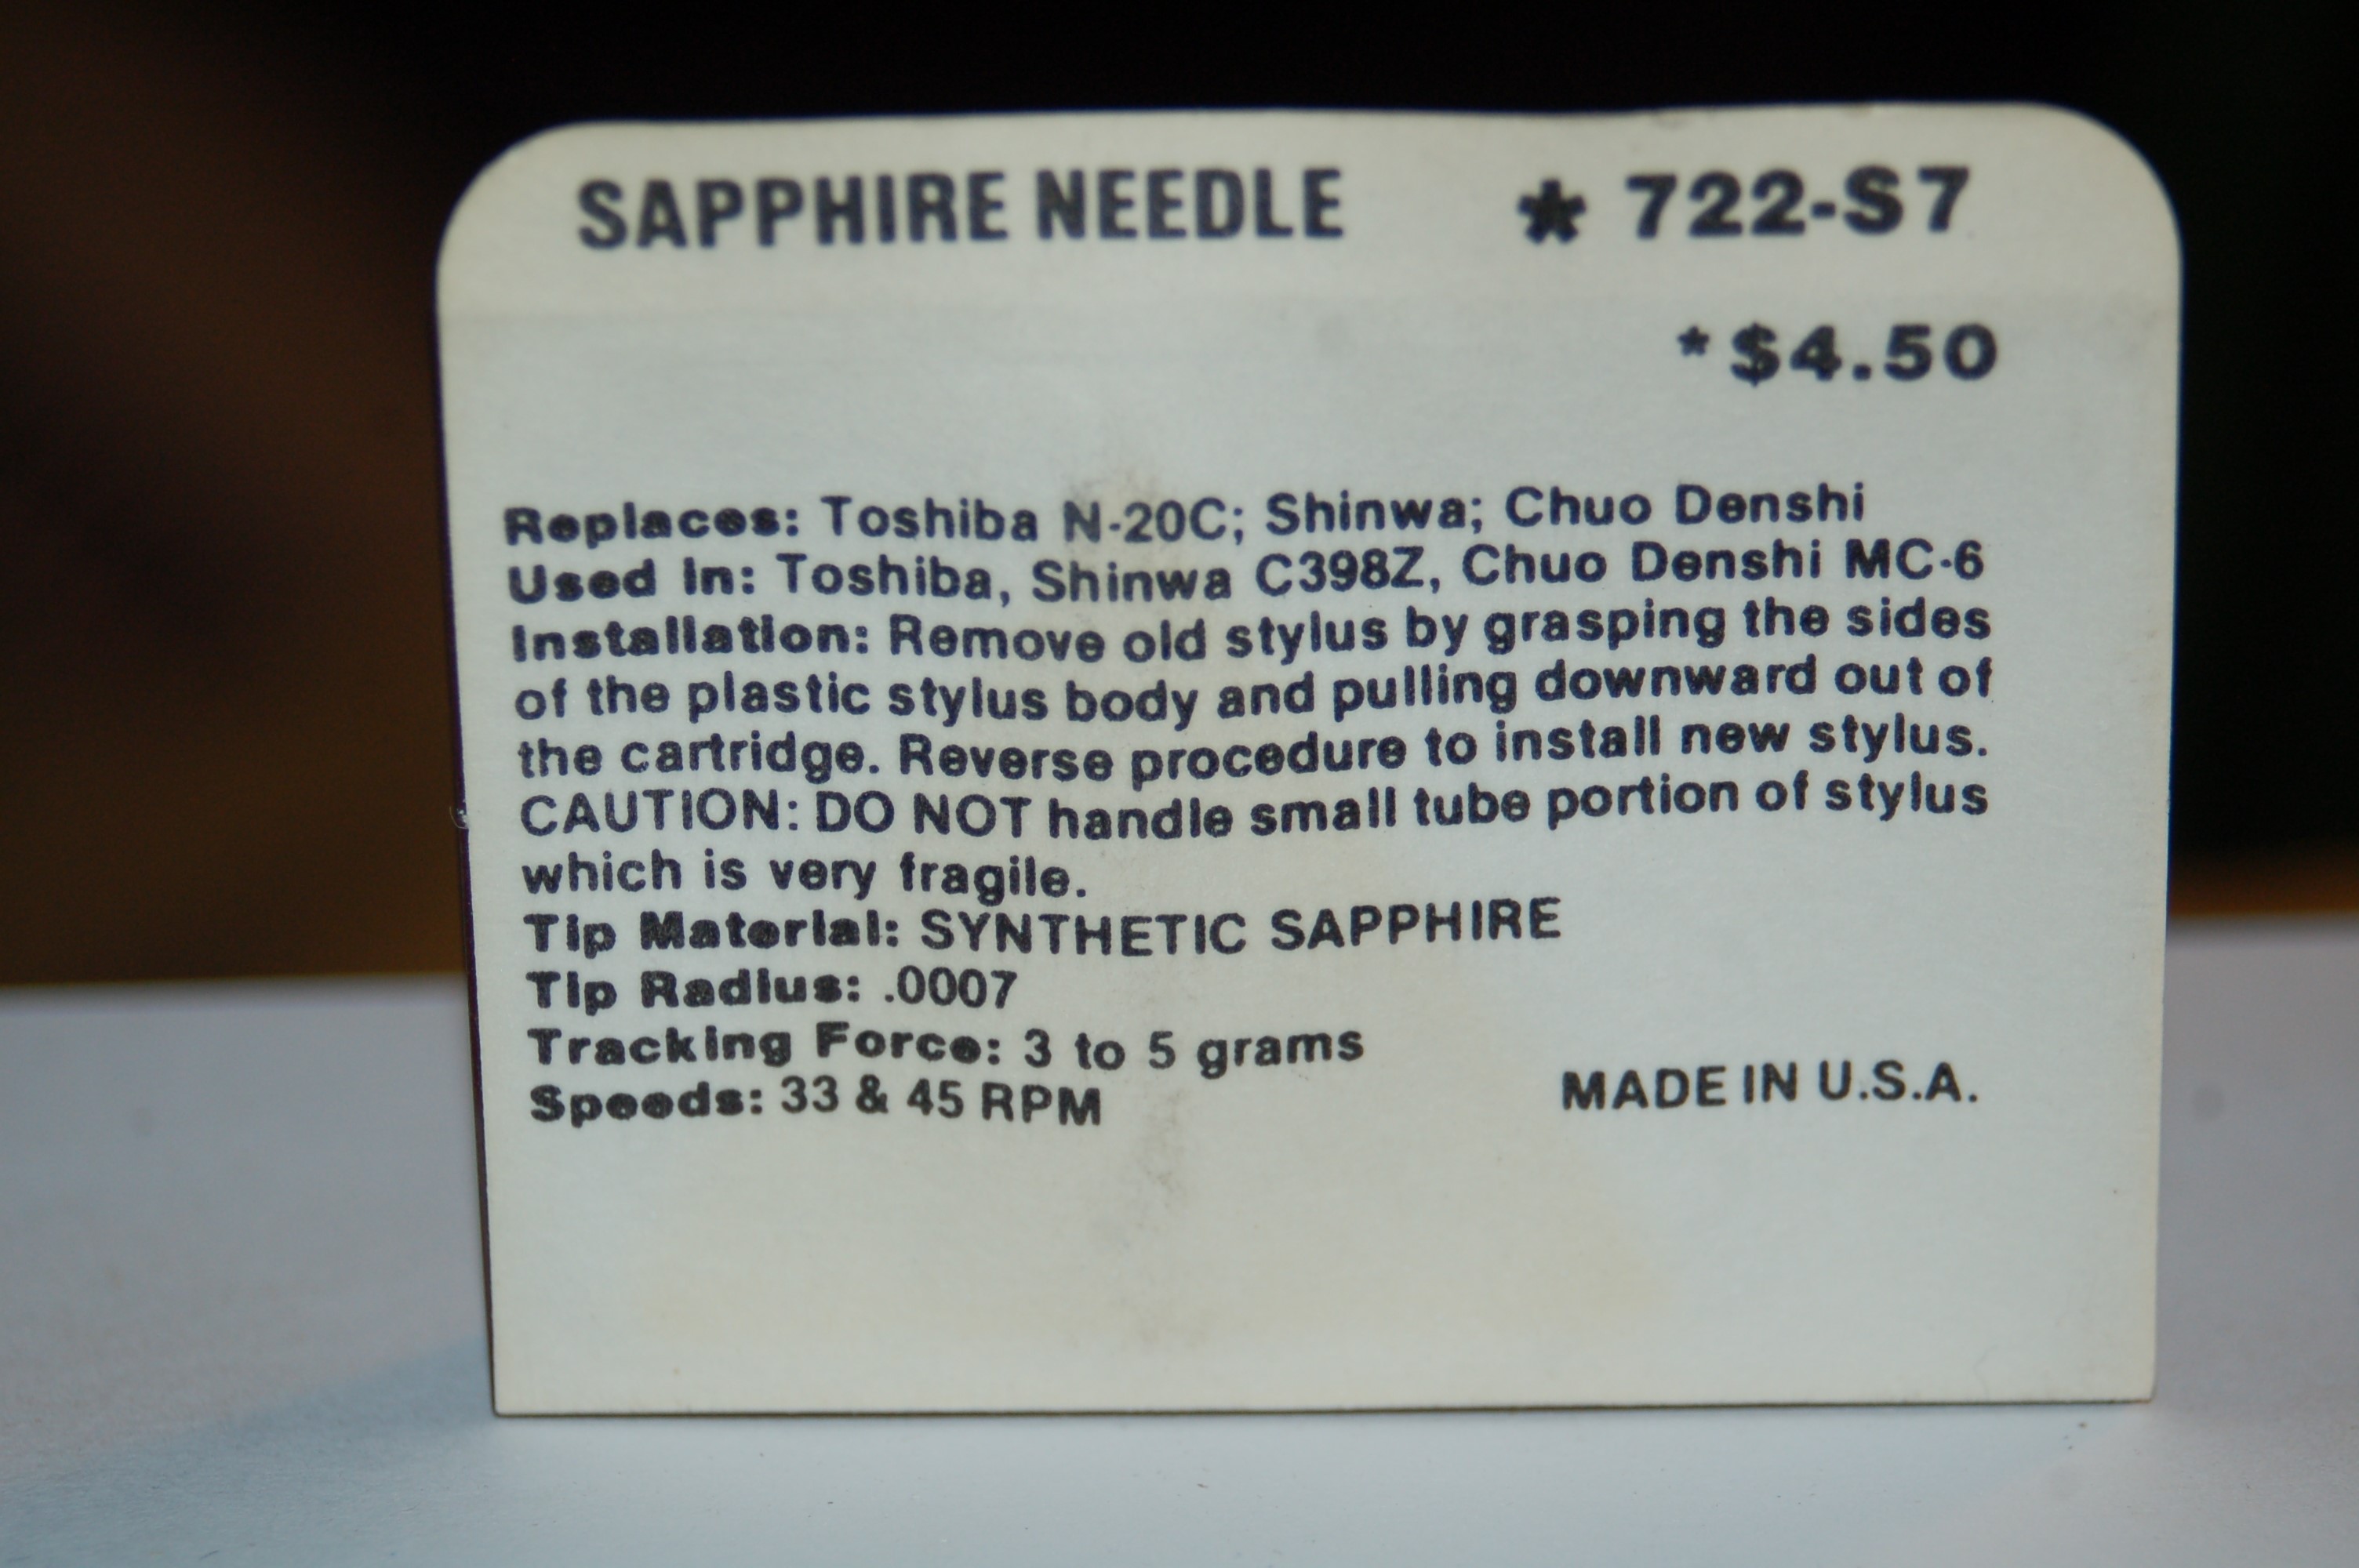 SAPPHIRE NEEDLE * 722-S7
*$4.50
Replaces: Toshiba N-20C; Shinwa; Chuo Denshi
Used In: Toshiba, Shinwa C398Z, Chuo Denshi MC-6
Installation: Remove old stylus by grasping the sides
of the plastic stylus body and pulling downward out of
the cartridge. Reverse procedure to install new stylus.
CAUTION: DO NOT handle small tube portion of stylus
which is very fragile.
Tip Material: SYNTHETIC SAPPHIRE
Tip Radius: .0007
Tracking Force: 3 to 5 grams
Speeds: 33 & 45 RPM
MADE IN U.S.A.